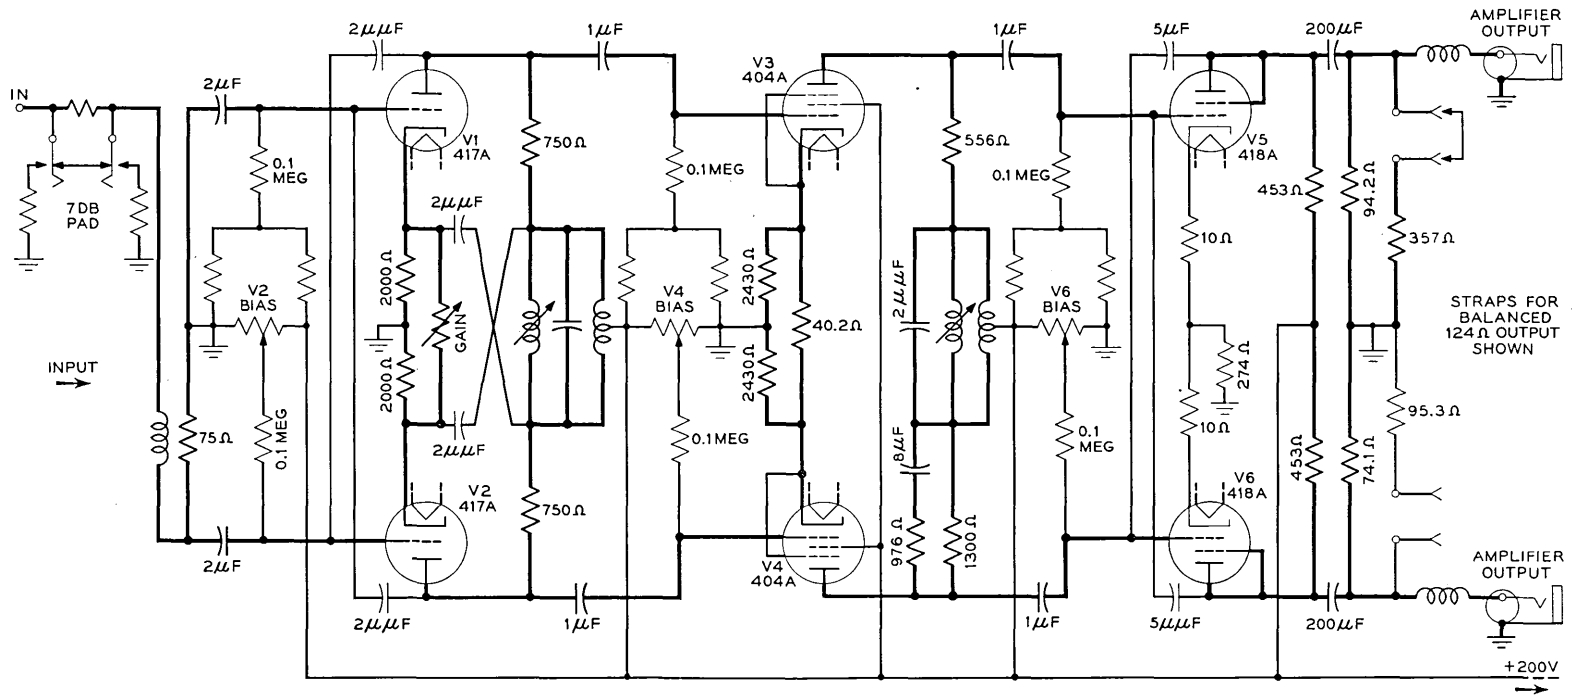 2μμF
1μF
1μF
5μF
200μF
AMPLIFIER
OUTPUT
V3
404A
2μF
IN
V1
417A
750Ω
0.1
MEG
0.1MEG
556Ω
0.1MEG
V5
418A
453Ω
94.2Ω
7DB
PAD
2μμF
10Ω
357Ω
V2
BIAS
2000Ω
GAIN
V4
BIAS
2430Ω
40.2Ω
2μμF
V6
BIAS
STRAPS FOR
BALANCED
124Ω OUTPUT
SHOWN
INPUT
2000Ω
2430Ω
274Ω
75Ω
0.1MEG
2μμF
0.1MEG
8μF
0.1
MEG
10Ω
95.3Ω
453Ω
74.1Ω
V2
417A
750Ω
V6
418A
976Ω
1300Ω
2μF
V4
404A
AMPLIFIER
OUTPUT
2μμF
1μF
1μF
5μμF
200μF
+200V